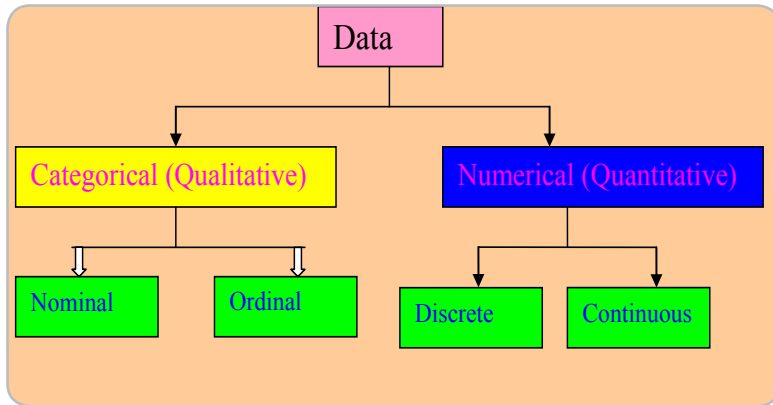 Data
Categorical (Qualitative)
Numerical (Quantitative)
Nominal
Ordinal
Discrete
Continuous